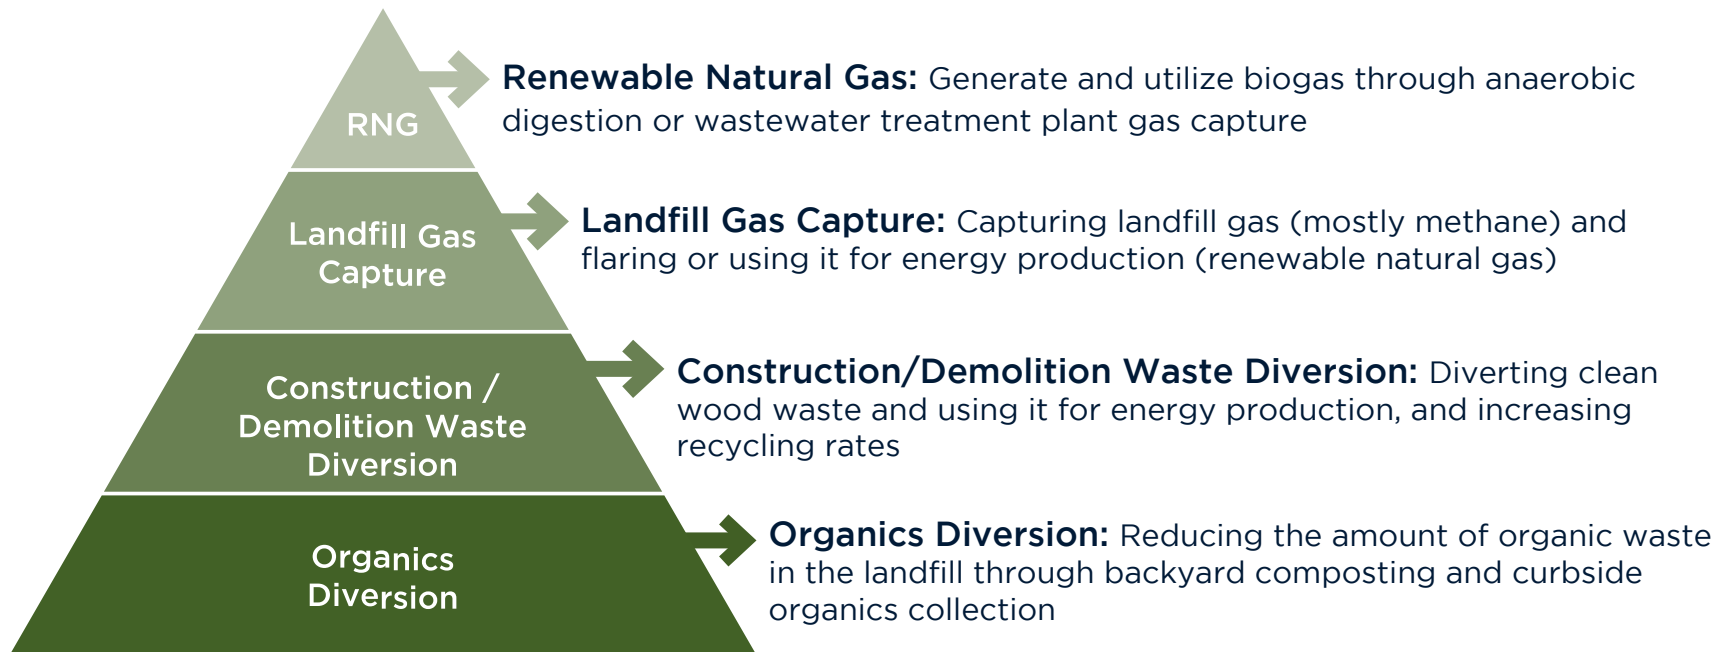 RNG
Renewable Natural Gas: Generate and utilize biogas through anaerobic
digestion or wastewater treatment plant gas capture
Landfill Gas
Capture
Landfill Gas Capture: Capturing landfill gas (mostly methane) and
flaring or using it for energy production (renewable natural gas)
Construction /
Demolition Waste
Diversion
Construction/Demolition Waste Diversion: Diverting clean
wood waste and using it for energy production, and increasing
recycling rates
Organics
Diversion
Organics Diversion: Reducing the amount of organic waste
in the landfill through backyard composting and curbside
organics collection